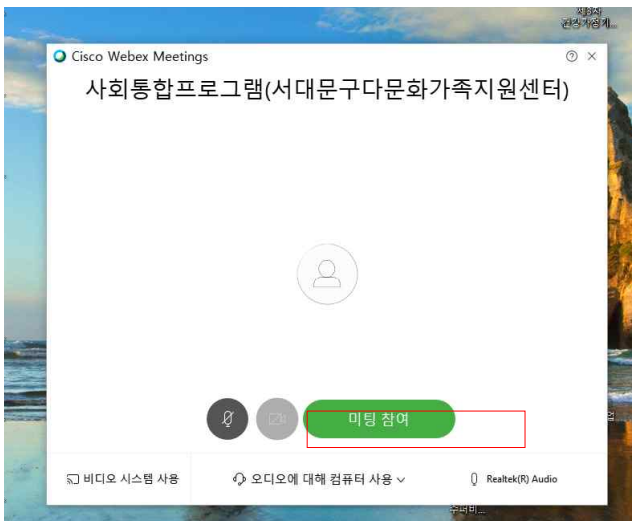 Cisco Webex Meetings
사회통합프로그램(서대문구다문화가족지원센터)
미팅 참여
비디오 시스템 사용
오디오에 대해 컴퓨터 사용
Realtek(R) Audio